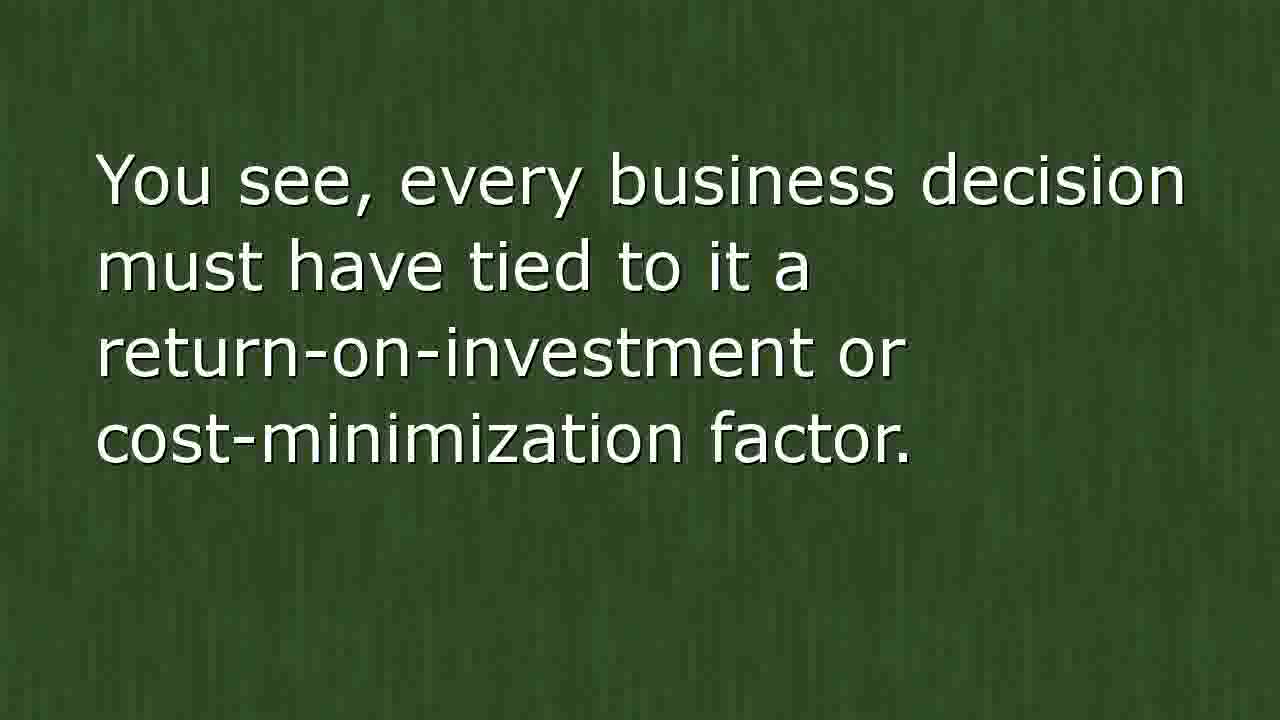 You see, every business decision
must have tied to it a
return-on-investment or
cost-minimization factor.